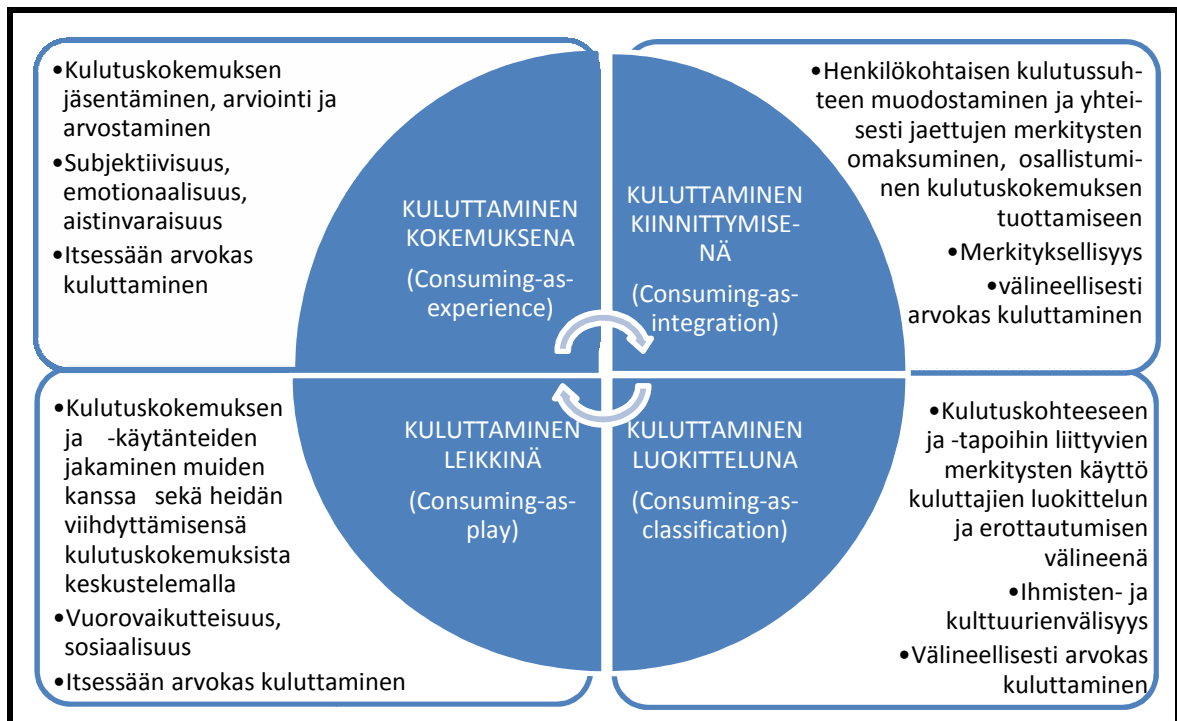 •Kulutuskokemuksen
jäsentäminen, arviointi ja
arvostaminen
•Subjektiivisuus,
emotionaalisuus,
aistinvaraisuus
•Itsessään arvokas
kuluttaminen
KULUTTAMINEN
KOKEMUKSENA
(Consuming-as-
experience)
KULUTTAMINEN
KIINNITTYMISE-
NÄ
(Consuming-as-
integration)
•Henkilökohtaisen kulutussuh-
teen muodostaminen ja yhtei-
sesti jaettujen merkitysten
omaksuminen, osallistumi-
nen kulutuskokemuksen
tuottamiseen
•Merkityksellisyys
•välineellisesti
arvokas kuluttaminen
•Kulutuskokemuksen
ja -käytänteiden
jakaminen muiden
kanssa sekä heidän
viihdyttämisensä
kulutuskokemuksista
keskustelemalla
•Vuorovaikutteisuus,
sosiaalisuus
•Itsessään arvokas kuluttaminen
KULUTTAMINEN
LEIKKINÄ
(Consuming-as-
play)
KULUTTAMINEN
LUOKITTELUNA
(Consuming-as-
classification)
•Kulutuskohteeseen
ja -tapoihin liittyvien
merkitysten käyttö
kuluttajien luokittelun
ja erottautumisen
välineenä
•Ihmisten- ja
kulttuurienvälisyys
•Välineellisesti arvokas
kuluttaminen